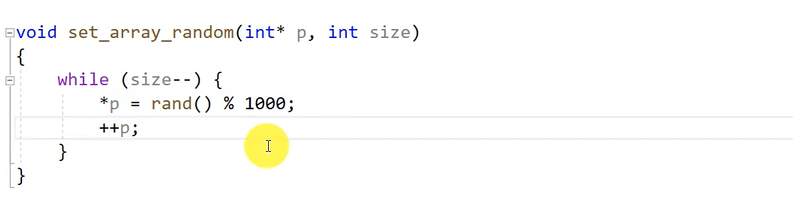 void set_array_random(int* p, int size)
{
    while (size--) {
        *p = rand() % 1000;
        ++p;
    }
}